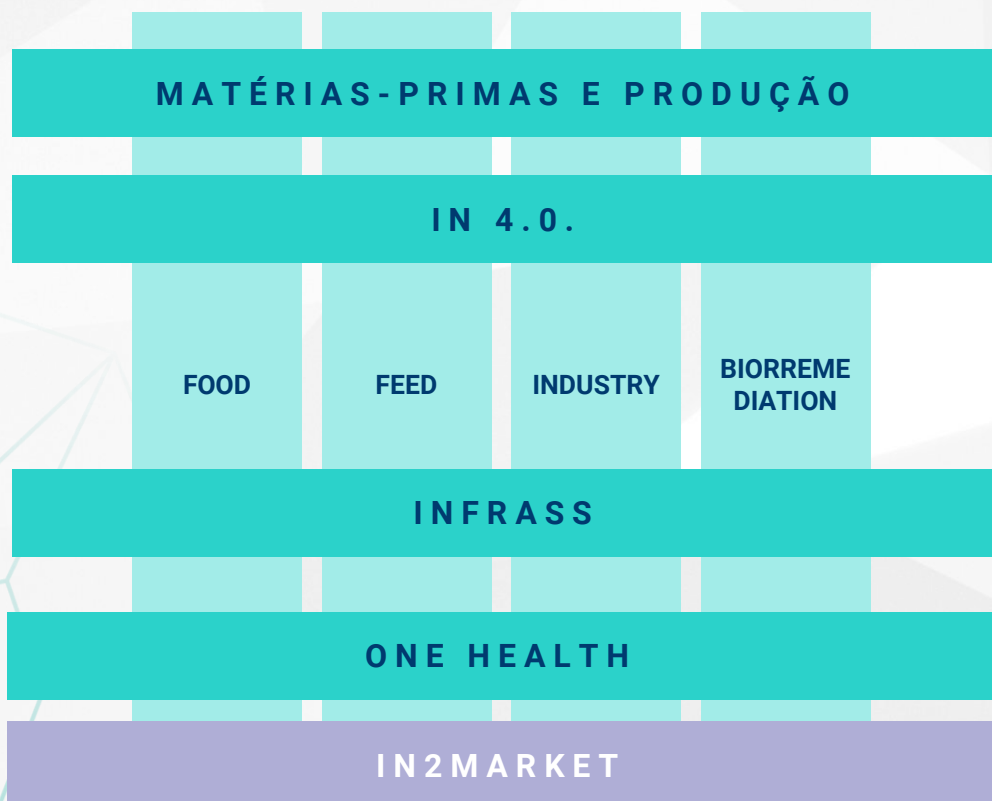 MATÉRIAS-PRIMAS E PRODUÇÃO
IN 4.0.
FOOD
FEED
INDUSTRY
BIORREME
DIATION
INFRASS
ONE HEALTH
IN2MARKET